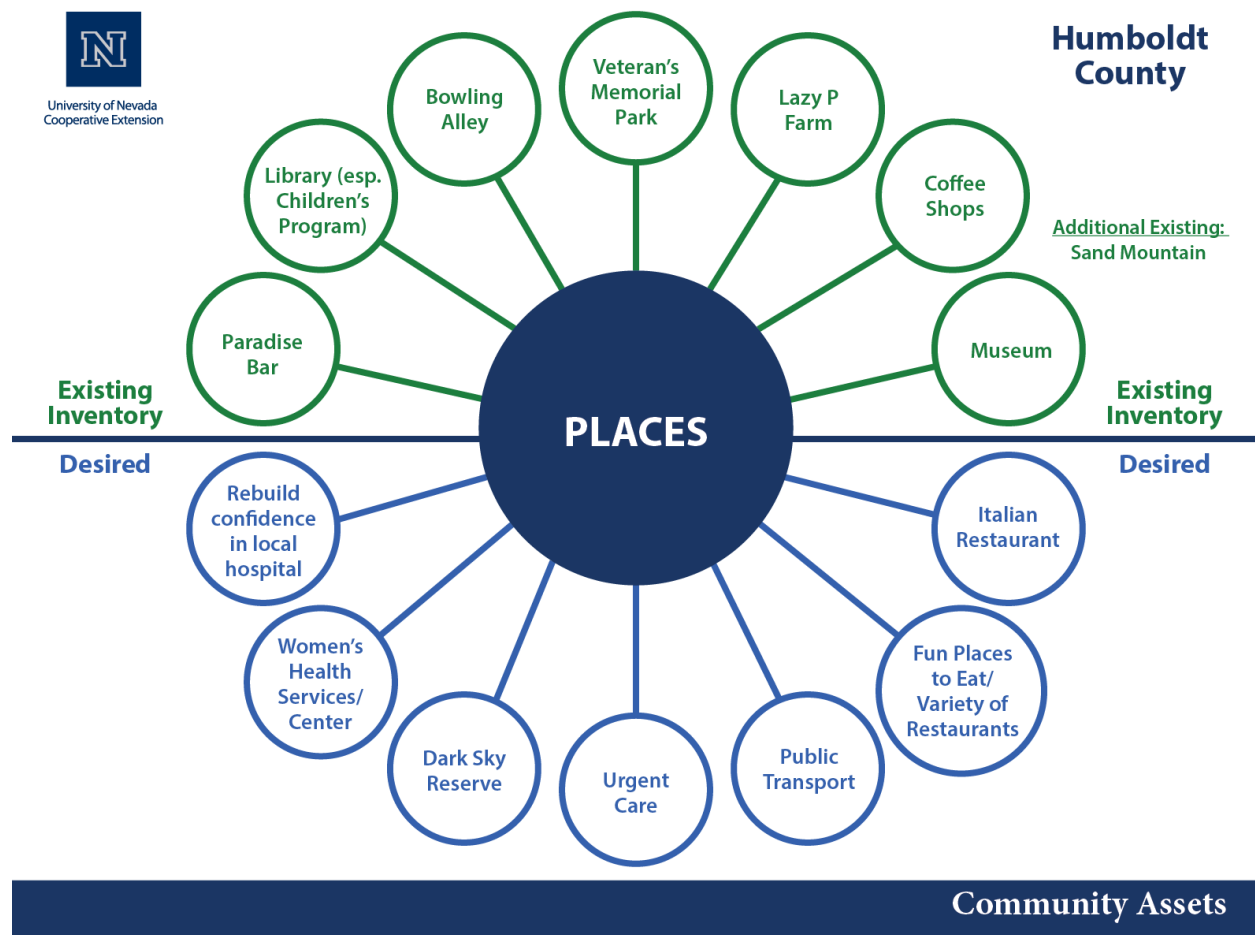 N
University of Nevada
Cooperative Extension
Humboldt
County
Paradise
Bar
Library (esp.
Children's
Program)
Bowling
Alley
Veteran's
Memorial
Park
Lazy P
Farm
Coffee
Shops
Additional Existing:
Sand Mountain
Museum
Existing
Inventory
Existing
Inventory
PLACES
Desired
Desired
Rebuild
confidence
in local
hospital
Women's
Health
Services/
Center
Dark Sky
Reserve
Urgent
Care
Public
Transport
Fun Places
to Eat/
Variety of
Restaurants
Italian
Restaurant
Community Assets